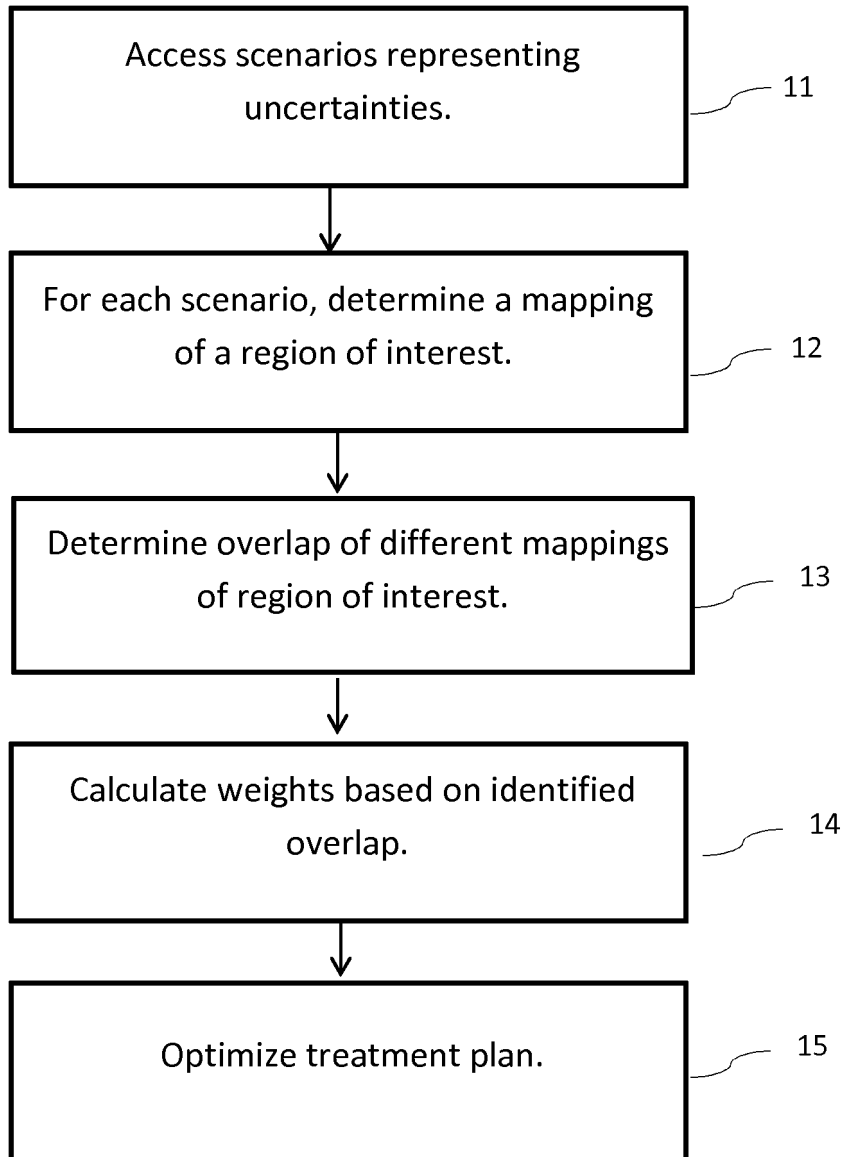 Access scenarios representing
uncertainties.
11
For each scenario, determine a mapping
of a region of interest.
12
Determine overlap of different mappings
of region of interest.
13
Calculate weights based on identified
overlap.
14
Optimize treatment plan.
15